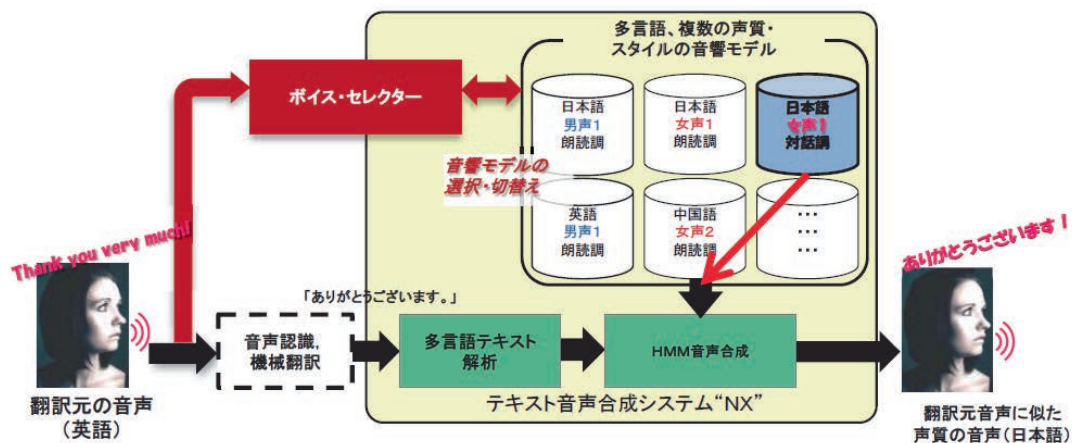 多言語、複数の声質・
スタイルの音響モデル
ボイス・セレクター
日本語
男声1
朗読調
日本語
女声1
朗読調
日本語
女声1
対話調
音響モデルの
選択・切替え
英語
男声1
朗読調
中国語
女声2
朗読調
・・・
・・・
・・・
Thank you very much!
ありがとうございます！
「ありがとうございます。」
音声認識，
機械翻訳
多言語テキスト
解析
HMM音声合成
翻訳元の音声
（英語）
テキスト音声合成システム“NX”
翻訳元音声に似た
声質の音声（日本語）